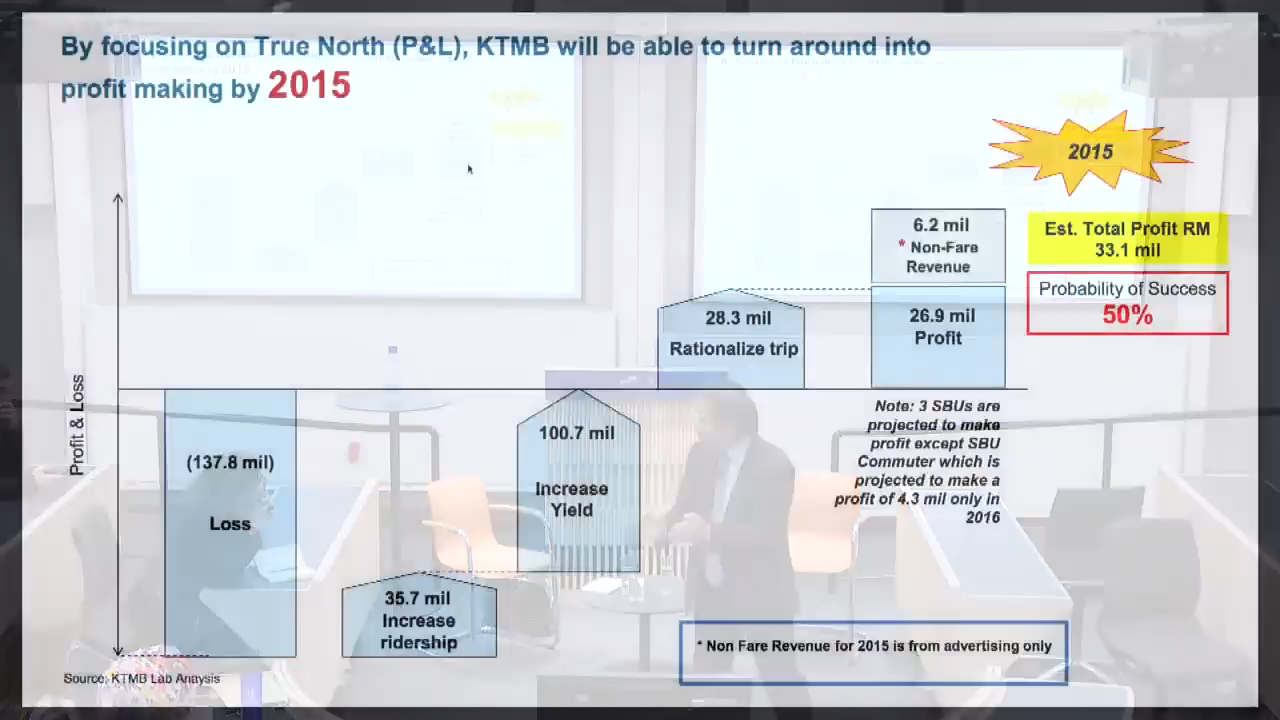 By focusing on True North (P&L), KTMB will be able to turn around into
profit making by 2015
2015
6.2 mil
* Non-Fare
Revenue
Est. Total Profit RM
33.1 mil
Probability of Success
50%
28.3 mil
Rationalize trip
26.9 mil
Profit
Profit & Loss
(137.8 mil)
Loss
100.7 mil
Increase
Yield
35.7 mil
Increase
ridership
Note: 3 SBUs are
projected to make
profit except SBU
Commuter which is
projected to make a
profit of 4.3 mil only in
2016
* Non Fare Revenue for 2015 is from advertising only
Source: KTMB Lab Anaysis